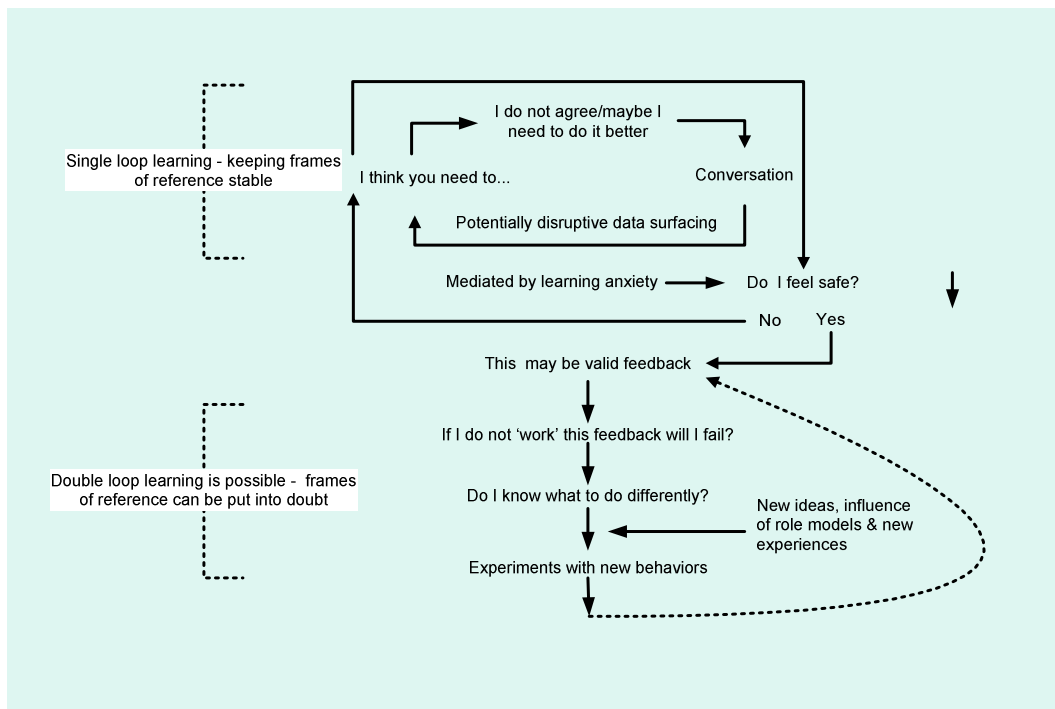 I do not agree/maybe I
need to do it better
Single loop learning - keeping frames
of reference stable
I think you need to...
Conversation
Potentially disruptive data surfacing
Mediated by learning anxiety
Do  I feel safe?
No
Yes
This  may be valid feedback
If I do not ‘work’ this feedback will I fail?
Double loop learning is possible -  frames
of reference can be put into doubt
Do I know what to do differently?
New ideas, influence
of role models & new
experiences
Experiments with new behaviors